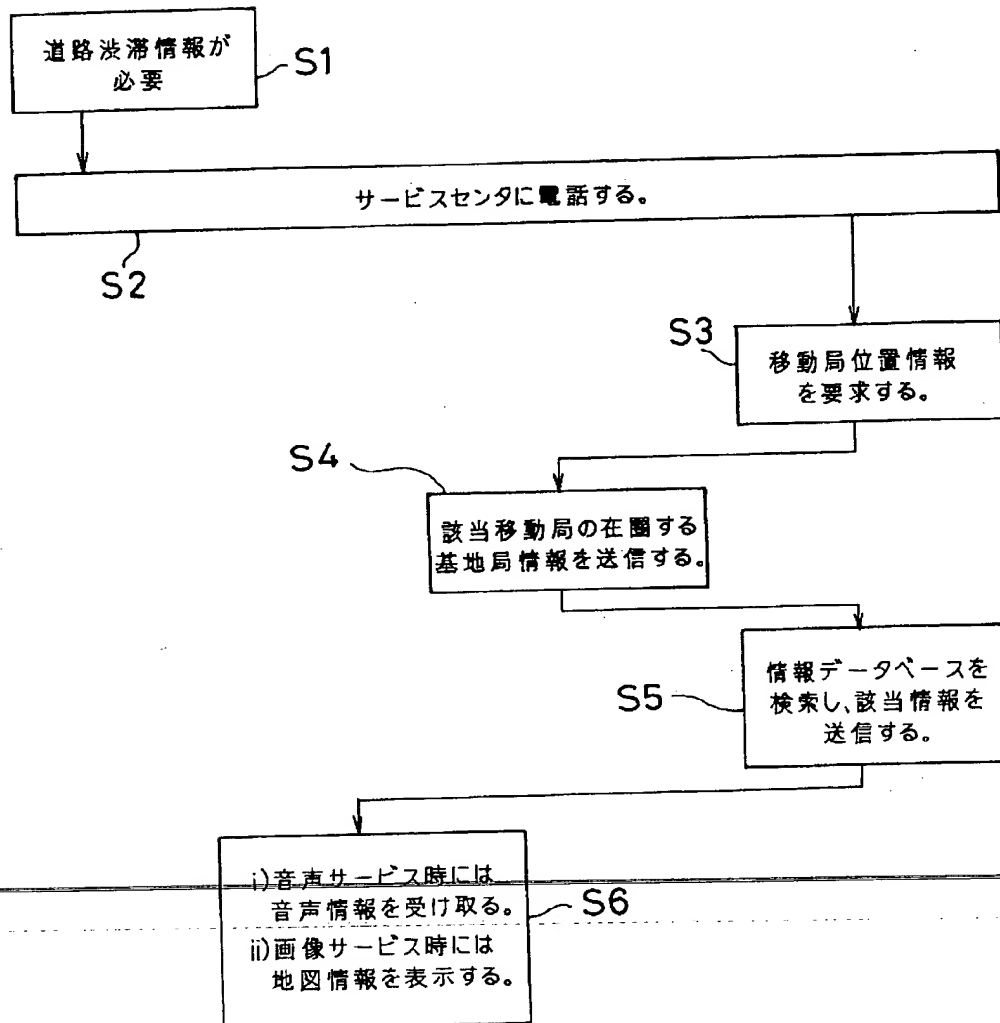 道路渋滞情報が
必要
S1
サービスセンタに電話する。
S2
S3
移動局位置情報
を要求する。
S4
該当移動局の在圏する
基地局情報を送信する。
S5
情報データベースを
検索し、該当情報を
送信する。
i)音声サービス時には
音声情報を受け取る。
S6
ii)画像サービス時には
地図情報を表示する。